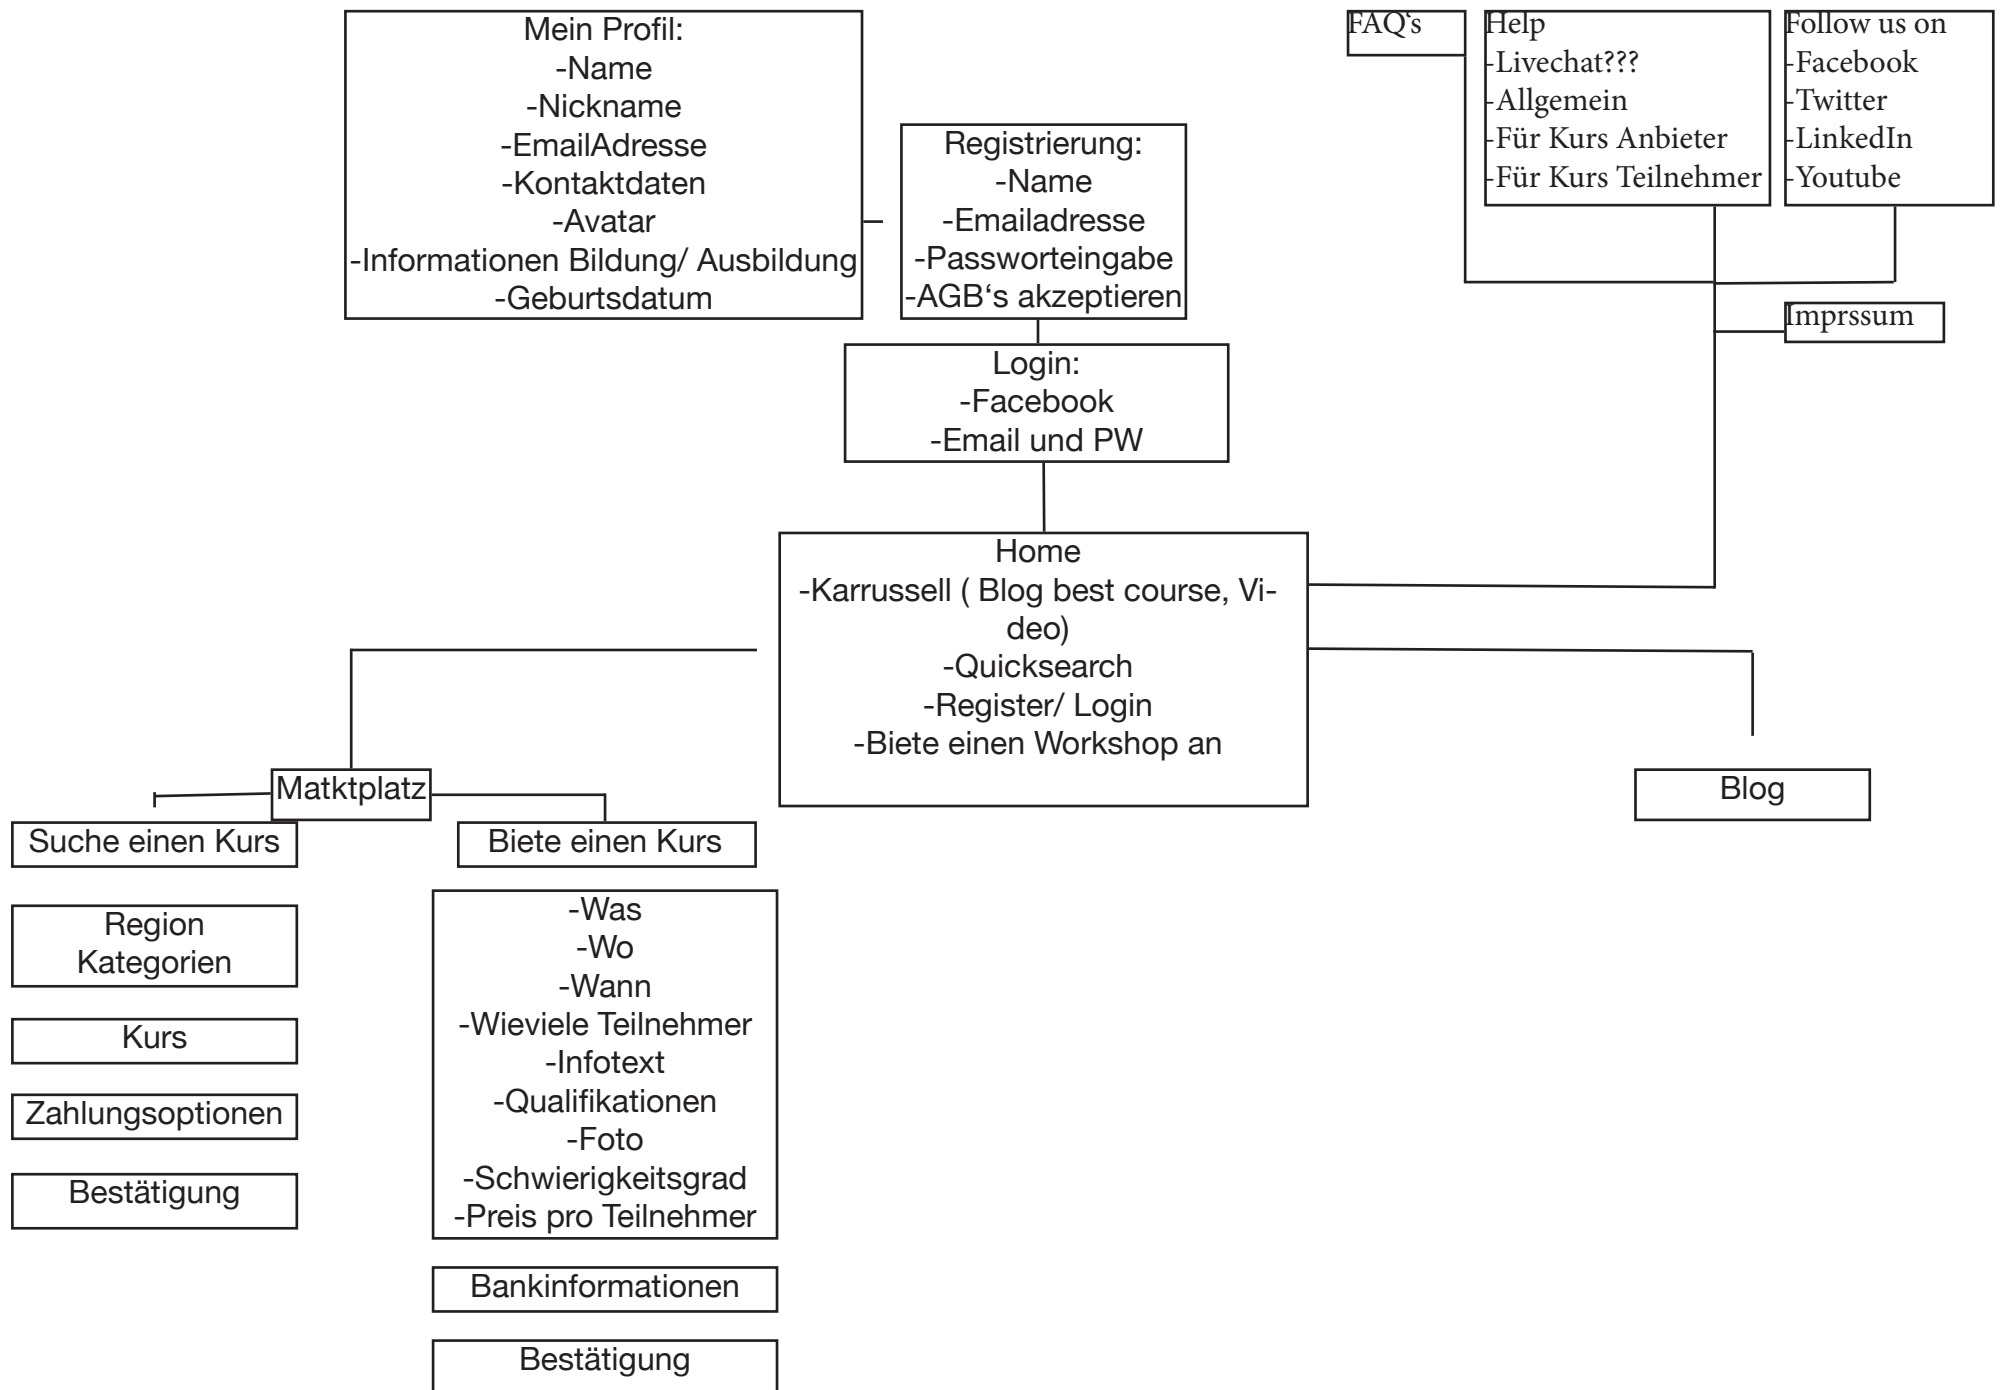 Mein Profil:
-Name
-Nickname
-EmailAdresse
-Kontaktdaten
-Avatar
-Informationen Bildung/ Ausbildung
-Geburtsdatum
Registrierung:
-Name
-Emailadresse
-Passworteingabe
-AGB‘s akzeptieren
FAQ‘s
Help
-Livechat???
-Allgemein
-Für Kurs Anbieter
-Für Kurs Teilnehmer
Follow us on
-Facebook
-Twitter
-LinkedIn
-Youtube
Imprssum
Login:
-Facebook
-Email und PW
Home
-Karrussell ( Blog best course, Vi-
deo)
-Quicksearch
-Register/ Login
-Biete einen Workshop an
Matktplatz
Blog
Suche einen Kurs
Region
Kategorien
Kurs
Zahlungsoptionen
Bestätigung
Biete einen Kurs
-Was
-Wo
-Wann
-Wieviele Teilnehmer
-Infotext
-Qualifikationen
-Foto
-Schwierigkeitsgrad
-Preis pro Teilnehmer
Bankinformationen
Bestätigung